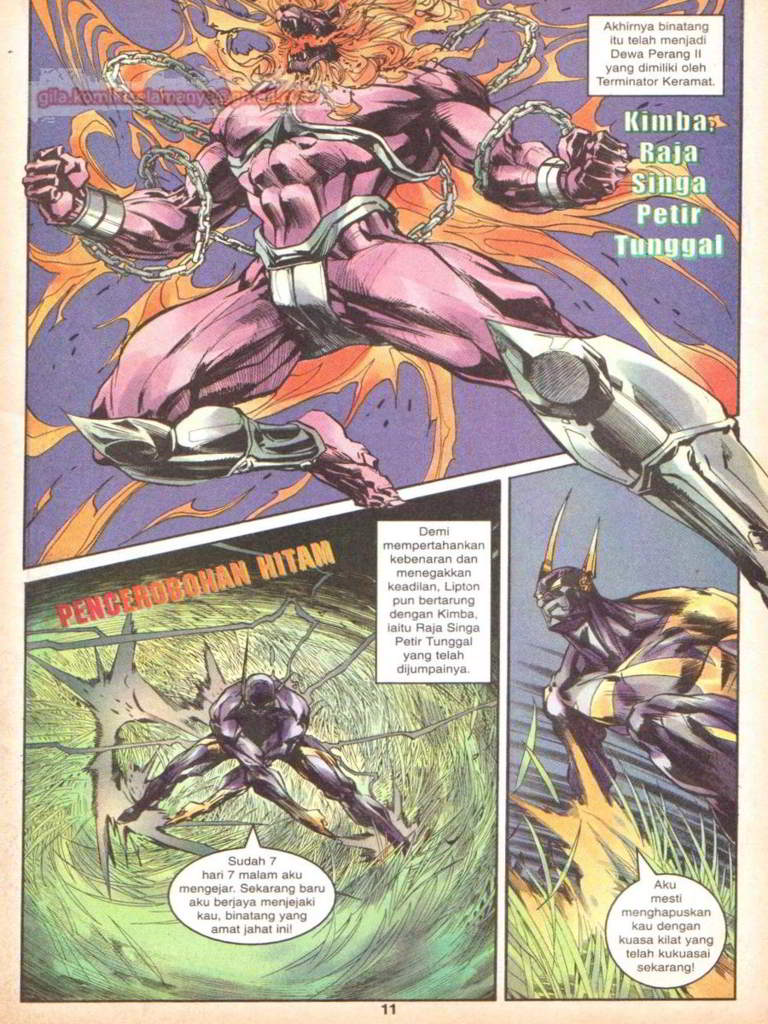 Akhirnya binatang
itu telah menjadi
Dewa Perang II
yang dimiliki oleh
Terminator Keramat.
Kimba,
Raja
Singa
Petir
Tunggal
PENCEROBOHAN HITAM
Demi
mempertahankan
kebenaran dan
menegakkan
keadilan, Lipton
pun bertarung
dengan Kimba,
iaitu Raja Singa
Petir Tunggal
yang telah
dijumpainya.
Sudah 7
hari 7 malam aku
mengejar. Sekarang baru
aku berjaya menjejaki
kau, binatang yang
amat jahat ini!
Aku
mesti
menghapuskan
kau dengan
kuasa kilat yang
telah kukuasai
sekarang!
11